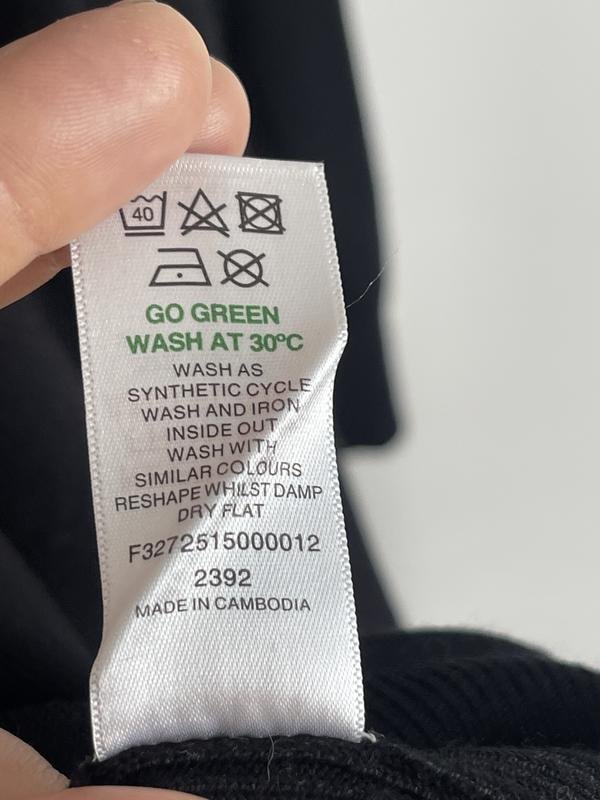 40
GO GREEN
WASH AT 30ºC
WASH AS
SYNTHETIC CYCLE
WASH AND IRON
INSIDE OUT
WASH WITH
SIMILAR COLOURS
RESHAPE WHILST DAMP
DRY FLAT
F3272515000012
2392
MADE IN CAMBODIA